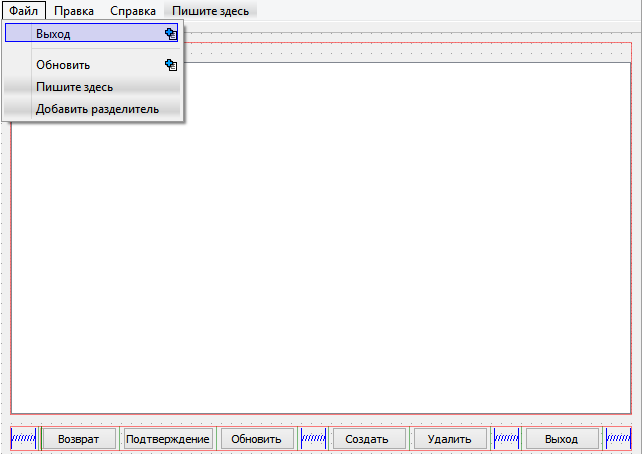 Файл Правка Справка Пишите здесь
Выход
Обновить
Пишите здесь
Добавить разделитель
Возврат Подтверждение Обновить Создать Удалить Выход